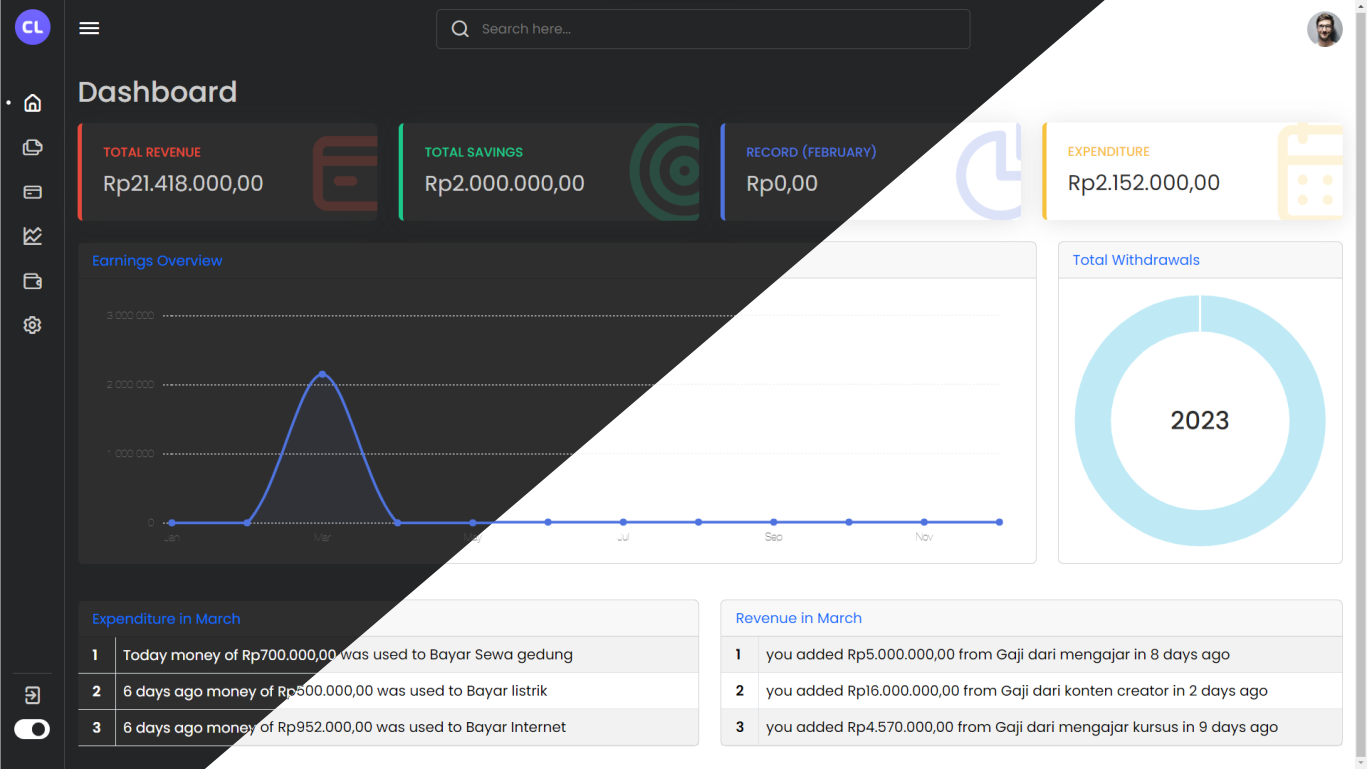 CL
Search here...
Dashboard
TOTAL REVENUE
Rp21.418.000,00
TOTAL SAVINGS
Rp2.000.000,00
RECORD (FEBRUARY)
Rp0,00
EXPENDITURE
Rp2.152.000,00
Earnings Overview
3 000 000
2 000 000
1 000 000
0
Jan
Mar
May
Jul
Sep
Nov
Total Withdrawals
2023
Expenditure in March
1 Today money of Rp700.000,00 was used to Bayar Sewa gedung
2 6 days ago money of Rp500.000,00 was used to Bayar listrik
3 6 days ago money of Rp952.000,00 was used to Bayar Internet
Revenue in March
1 you added Rp5.000.000,00 from Gaji dari mengajar in 8 days ago
2 you added Rp16.000.000,00 from Gaji dari konten creator in 2 days ago
3 you added Rp4.570.000,00 from Gaji dari mengajar kursus in 9 days ago